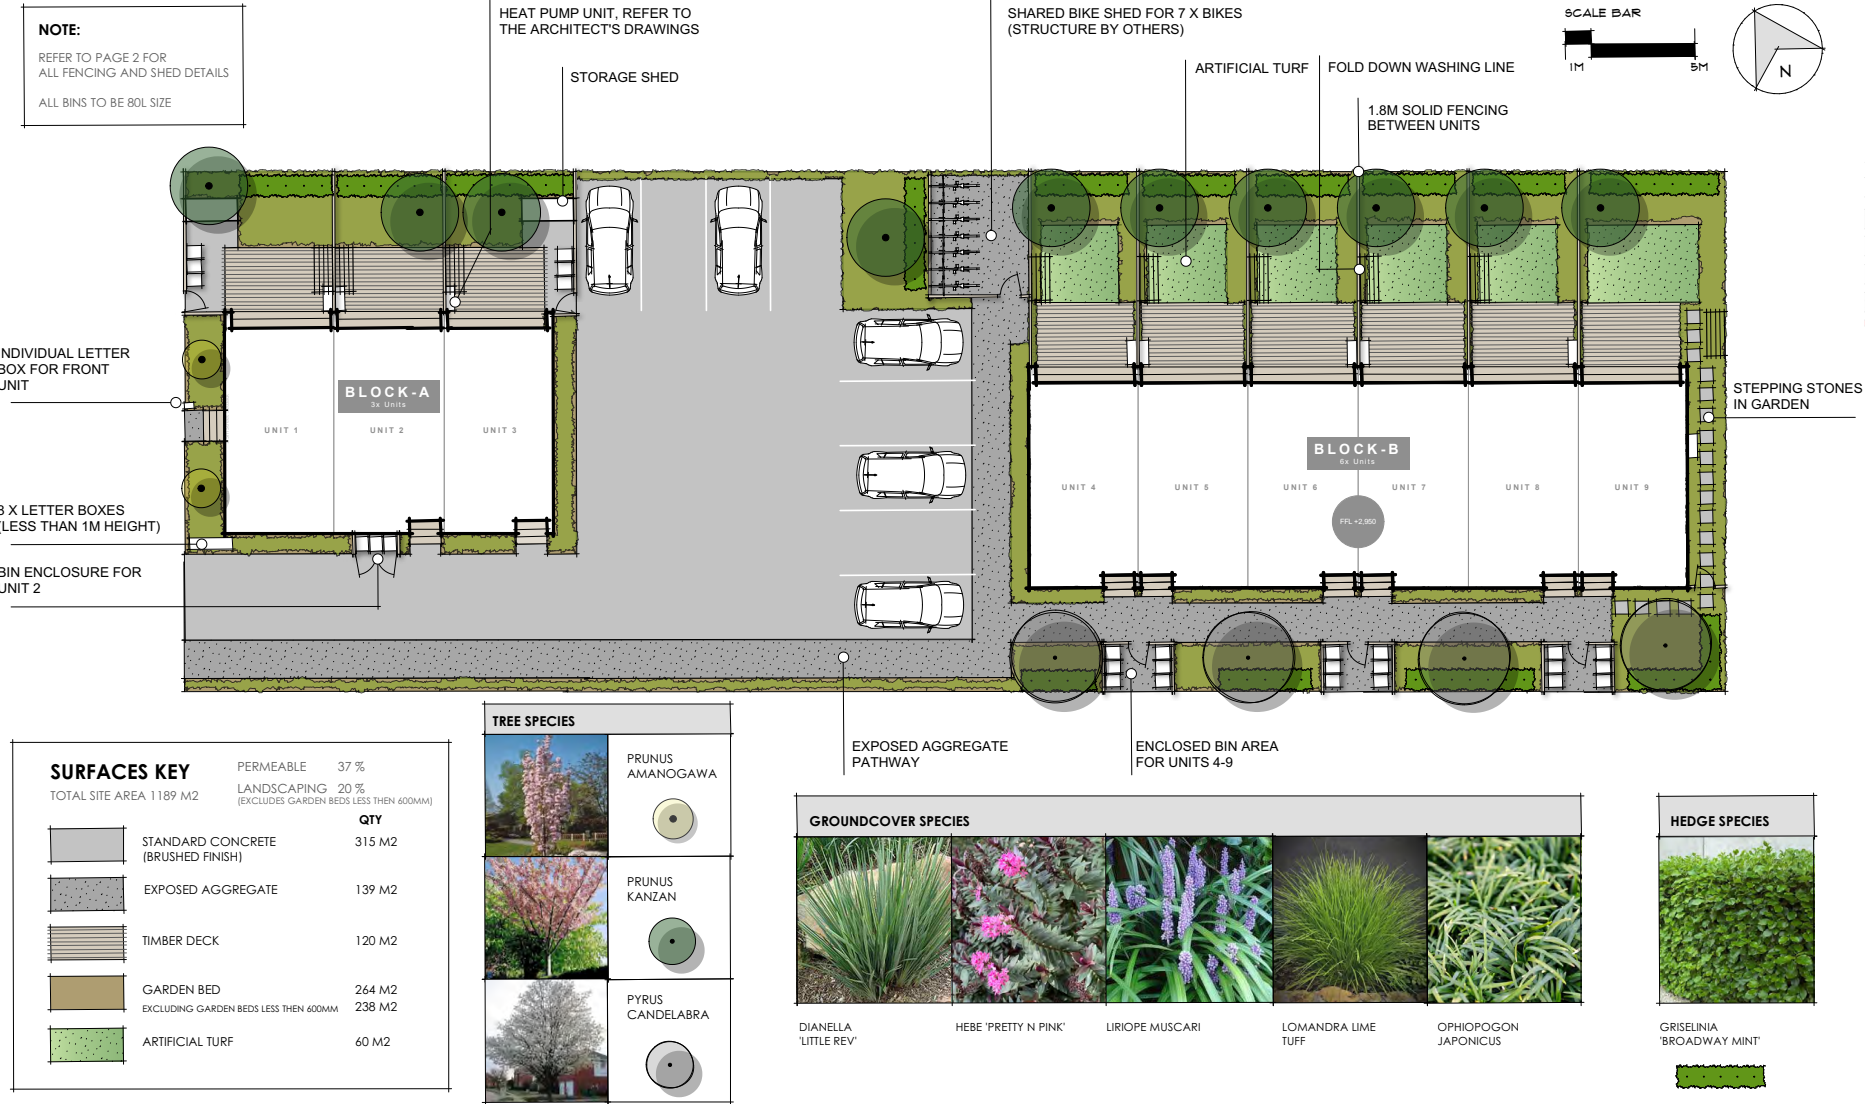 NOTE:
REFER TO PAGE 2 FOR
ALL FENCING AND SHED DETAILS
ALL BINS TO BE 80L SIZE
HEAT PUMP UNIT, REFER TO
THE ARCHITECT'S DRAWINGS
STORAGE SHED
SHARED BIKE SHED FOR 7 X BIKES
(STRUCTURE BY OTHERS)
ARTIFICIAL TURF
FOLD DOWN WASHING LINE
1.8M SOLID FENCING
BETWEEN UNITS
SCALE BAR
1M
5M
N
NDIVIDUAL LETTER
BOX FOR FRONT
UNIT
BLOCK-A
3x Units
UNIT 1
UNIT 2
UNIT 3
X LETTER BOXES
(LESS THAN 1M HEIGHT)
BIN ENCLOSURE FOR
UNIT 2
BLOCK-B
6x Units
UNIT 4
UNIT 5
UNIT 6
UNIT 7
UNIT 8
UNIT 9
FFL +2,950
STEPPING STONES
IN GARDEN
EXPOSED AGGREGATE
PATHWAY
ENCLOSED BIN AREA
FOR UNITS 4-9
SURFACES KEY
TOTAL SITE AREA 1189 M2
PERMEABLE 37 %
LANDSCAPING 20 %
(EXCLUDES GARDEN BEDS LESS THEN 600MM)
QTY
STANDARD CONCRETE 315 M2
(BRUSHED FINISH)
EXPOSED AGGREGATE 139 M2
TIMBER DECK 120 M2
GARDEN BED 264 M2
EXCLUDING GARDEN BEDS LESS THEN 600MM 238 M2
ARTIFICIAL TURF 60 M2
TREE SPECIES
PRUNUS
AMANOGAWA
PRUNUS
KANZAN
PYRUS
CANDELABRA
GROUNDCOVER SPECIES
DIANELLA
'LITTLE REV'
HEBE 'PRETTY N PINK'
LIRIOPE MUSCARI
LOMANDRA LIME
TUFF
OPHIOPOGON
JAPONICUS
HEDGE SPECIES
GRISELINIA
'BROADWAY MINT'